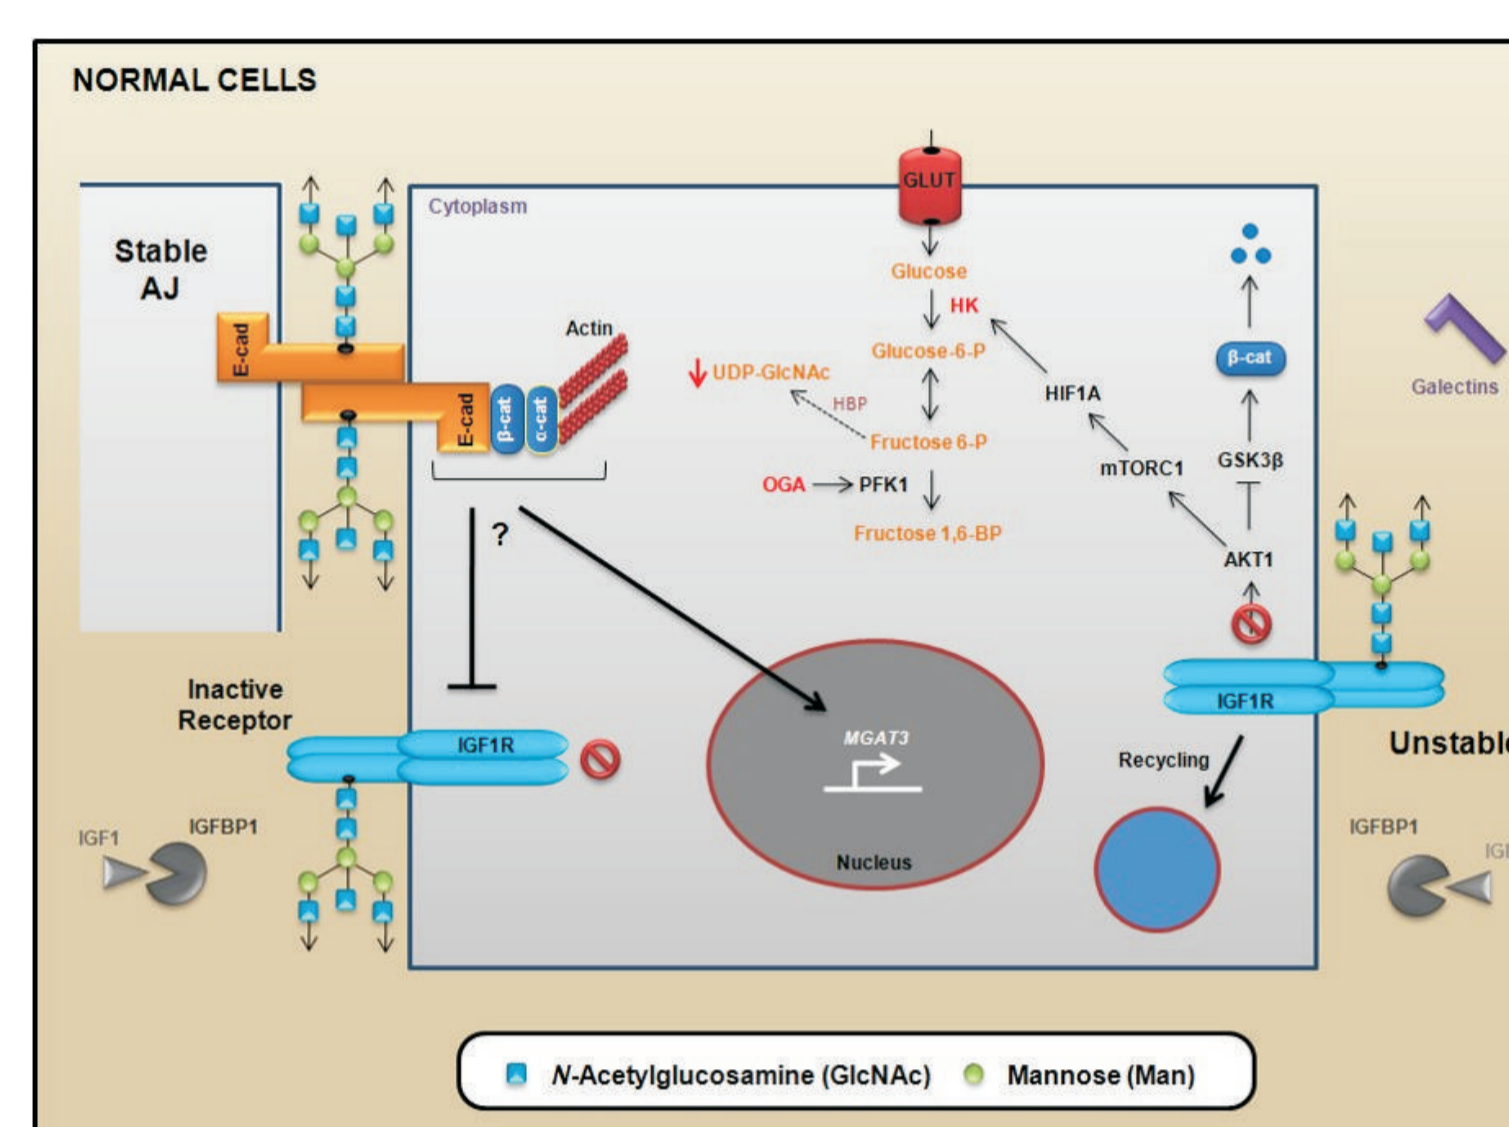 NORMAL CELLS
Stable
AJ
Cytoplasm
GLUT
Glucose
HK
Glucose-6-P
UDP-GlcNAc
HBP
Fructose 6-P
OGA
PFK1
Fructose 1,6-BP
HIF1A
mTORC1
AKT1
GSK3β
β-cat
E-cad
E-cad
β-cat
α-cat
Actin
?
Galectins
Inactive
Receptor
IGF1R
IGF1
IGFBP1
MGAT3
Nucleus
IGF1R
Recycling
Unstable
IGFBP1
N-Acetylglucosamine (GlcNAc)
Mannose (Man)